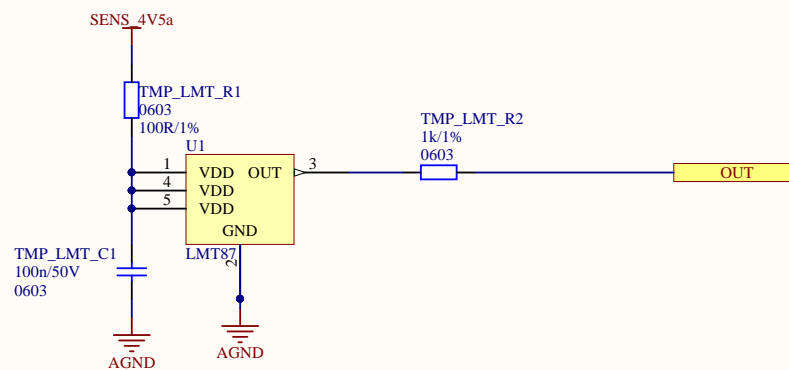 SENS_4V5a
TMP_LMT_R1
0603
100R/1%
U1
1 VDD OUT 3
4 VDD
5 VDD
GND
LMT87
2
TMP_LMT_R2
1k/1%
0603
OUT
TMP_LMT_C1
100n/50V
0603
AGND
AGND